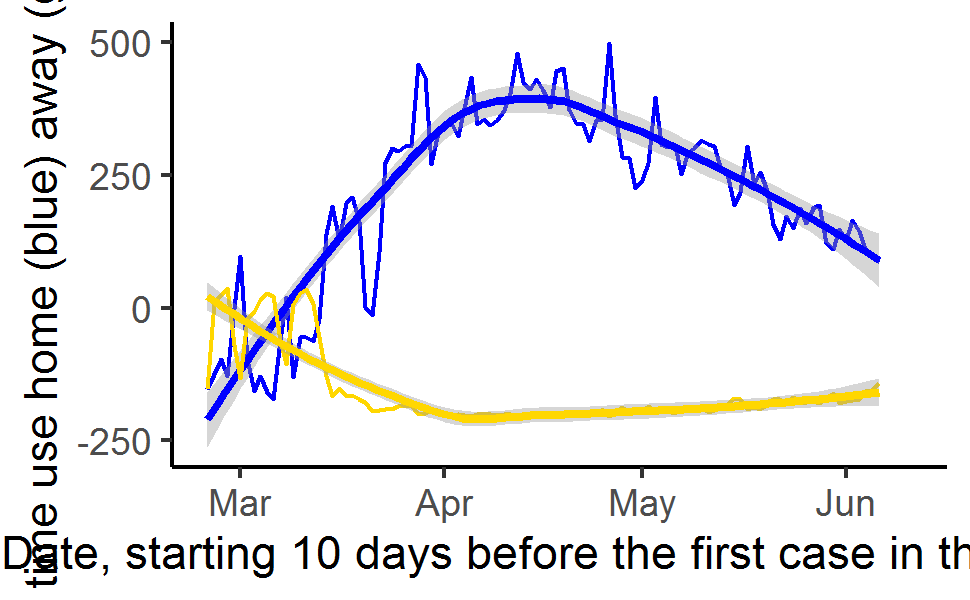 time use home (blue) away (
500
250
0
-250
Mar Apr May Jun
Date, starting 10 days before the first case in th